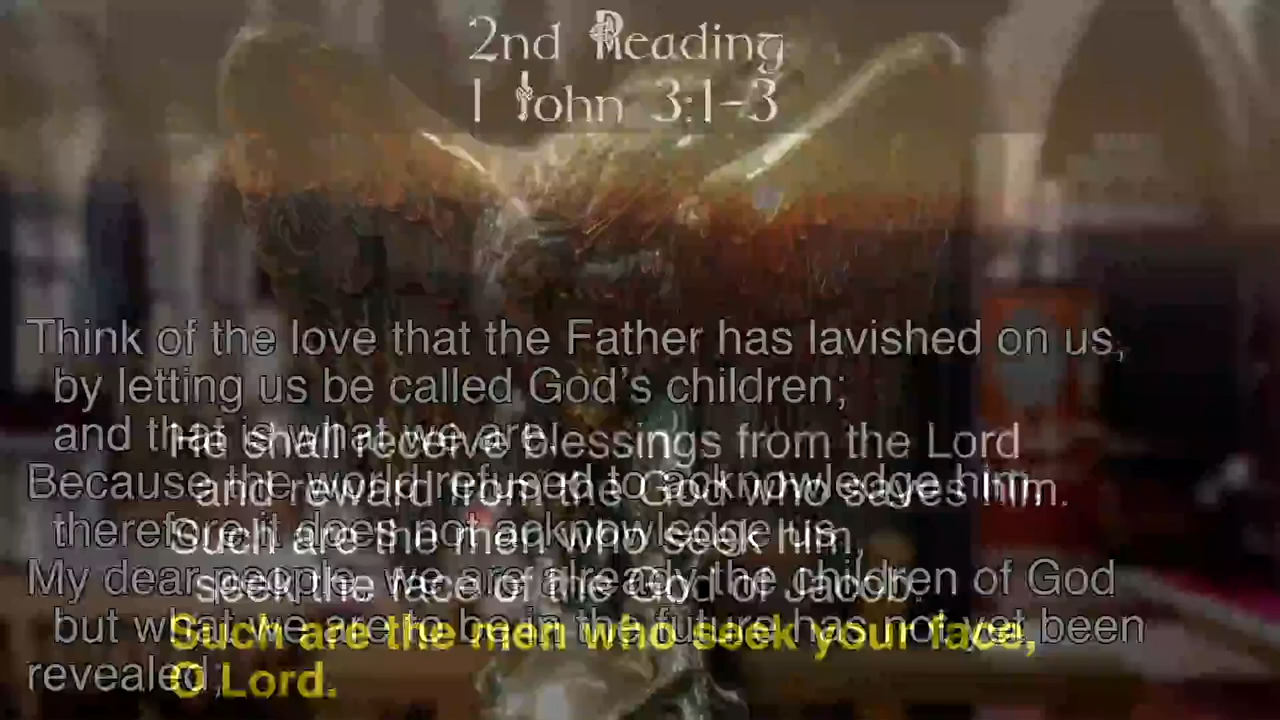 2nd Reading
1 John 3:1-3
Think of the love that the Father has lavished on us,
by letting us be called God's children;
and that is what we are.
Because the world refused to acknowledge him,
therefore it does not acknowledge us.
My dear people, we are already the children of God
but what we are to be in the future has not yet been
revealed;
He shall receive blessings from the Lord
and reward from the God who saves him.
Such are the men who seek him,
seek the face of the God of Jacob.
Such are the men who seek your face,
O Lord.